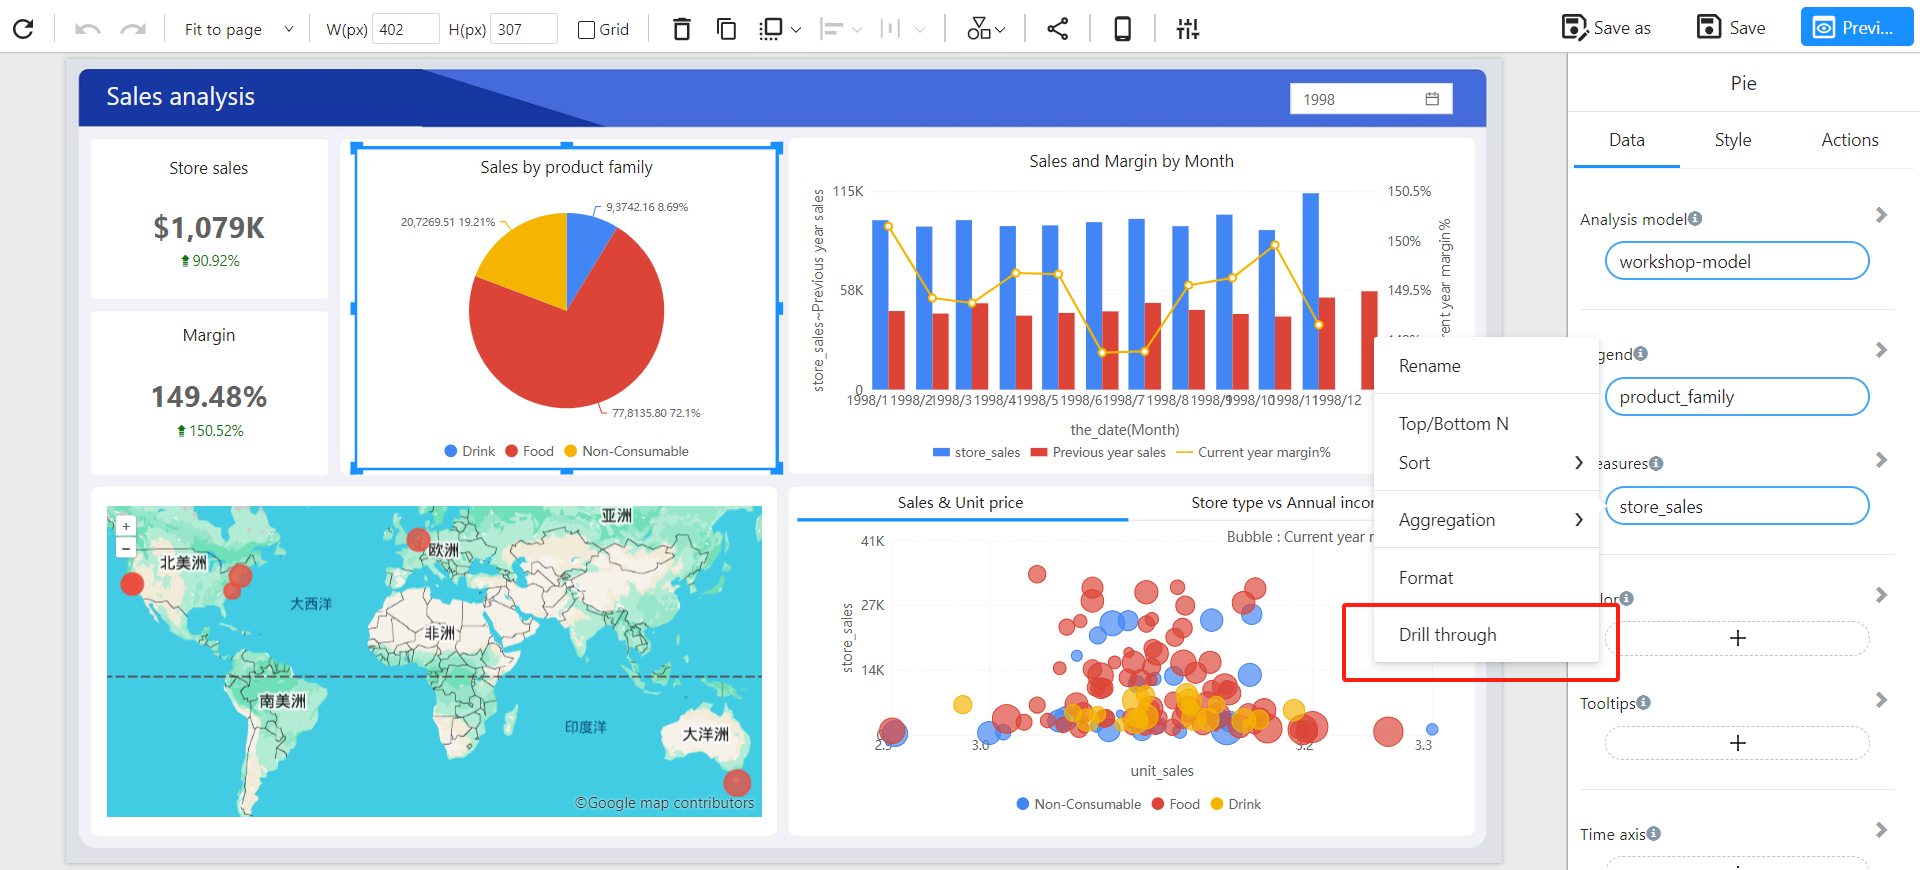 Fit to page
W(px) 402
H(px) 307
Grid
Save as
Save
Previ...
Sales analysis
1998
Store sales
$1,079K
90.92%
Margin
149.48%
150.52%
Sales by product family
9,3742.16 8.69%
20,7269.51 19.21%
77,8135.80 72.1%
Drink Food Non-Consumable
Sales and Margin by Month
store_sales~Previous year sales
115K
58K
0
150.5%
150%
149.5%
rent year margin%
1998/1 1998/2 1998/3 1998/4 1998/5 1998/6 1998/7 1998/8 1998/9 1998/10 1998/11 1998/12
the_date(Month)
store_sales Previous year sales Current year margin%
+
-
亚洲
欧洲
北美洲
大西洋
非洲
南美洲
印度洋
大洋洲
©Google map contributors
Sales & Unit price
Store type vs Annual incor
Bubble : Current year r
store_sales
41K
27K
14K
0
2.9
3.0
3.2
3.3
unit_sales
Non-Consumable Food Drink
Rename
Top/Bottom N
Sort
Aggregation
Format
Drill through
Pie
Data Style Actions
Analysis model
workshop-model
gend
product_family
easures
store_sales
lor
+
Tooltips
+
Time axis